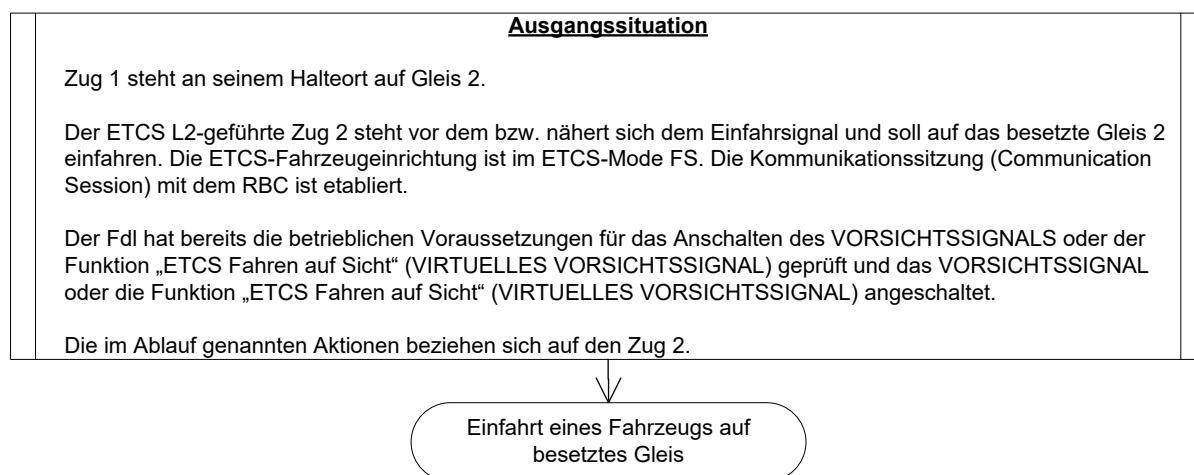 Ausgangssituation
Zug 1 steht an seinem Halteort auf Gleis 2.
Der ETCS L2-geführte Zug 2 steht vor dem bzw. nähert sich dem Einfahrsignal und soll auf das besetzte Gleis 2
einfahren. Die ETCS-Fahrzeugeinrichtung ist im ETCS-Mode FS. Die Kommunikationssitzung (Communication
Session) mit dem RBC ist etabliert.
Der Fdl hat bereits die betrieblichen Voraussetzungen für das Anschalten des VORSICHTSSIGNALS oder der
Funktion „ETCS Fahren auf Sicht“ (VIRTUELLES VORSICHTSSIGNAL) geprüft und das VORSICHTSSIGNAL
oder die Funktion „ETCS Fahren auf Sicht“ (VIRTUELLES VORSICHTSSIGNAL) angeschaltet.
Die im Ablauf genannten Aktionen beziehen sich auf den Zug 2.
Einfahrt eines Fahrzeugs auf
besetztes Gleis